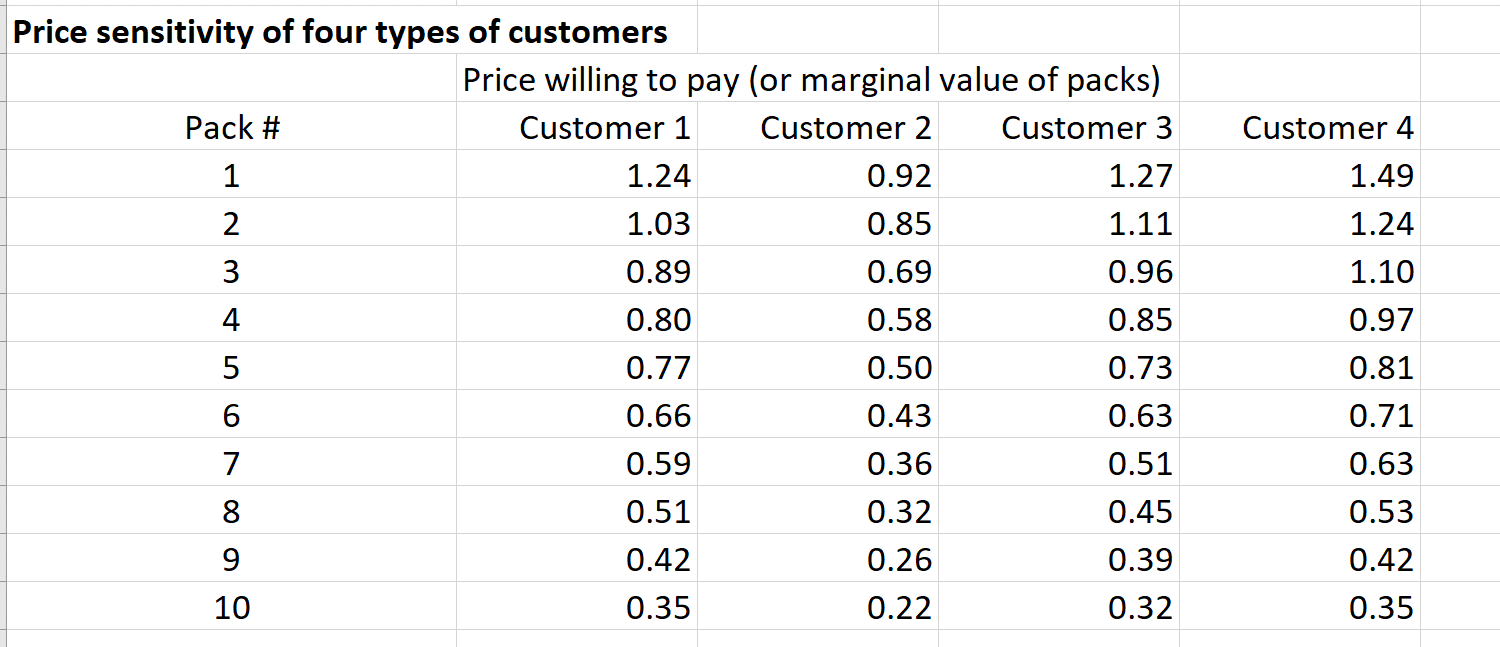 Price sensitivity of four types of customers
Price willing to pay (or marginal value of packs)
Pack # Customer 1 Customer 2 Customer 3 Customer 4
1 1.24 0.92 1.27 1.49
2 1.03 0.85 1.11 1.24
3 0.89 0.69 0.96 1.10
4 0.80 0.58 0.85 0.97
5 0.77 0.50 0.73 0.81
6 0.66 0.43 0.63 0.71
7 0.59 0.36 0.51 0.63
8 0.51 0.32 0.45 0.53
9 0.42 0.26 0.39 0.42
10 0.35 0.22 0.32 0.35